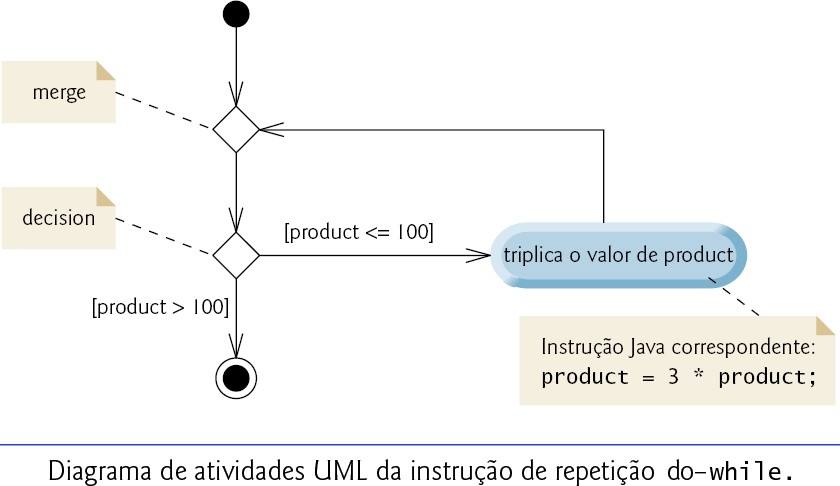 merge
decision
[product <= 100]
triplica o valor de product
[product > 100]
Instrução Java correspondente:
product = 3 * product;
Diagrama de atividades UML da instrução de repetição do-while.